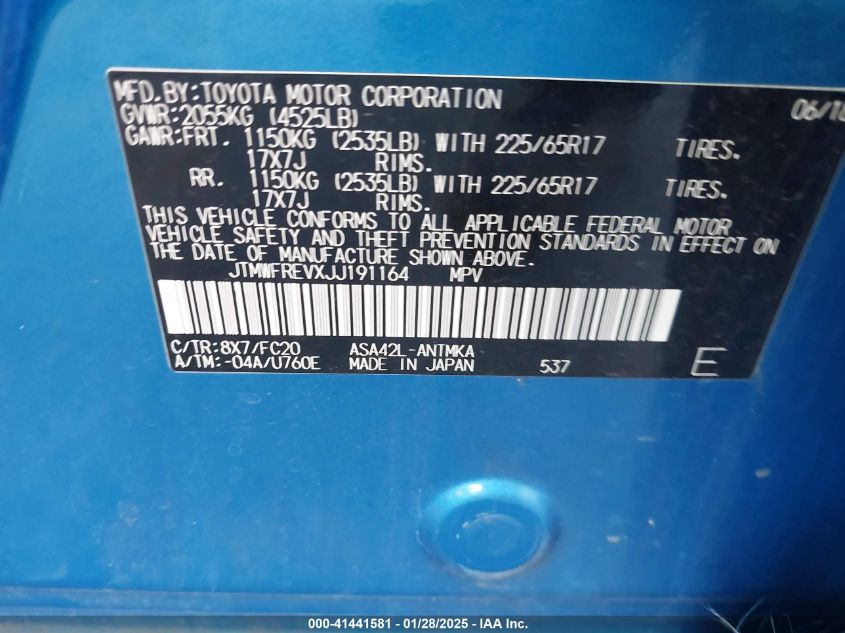 MFD.BY:TOYOTA MOTOR CORPORATION 06/18
GVWR:2055KG (4525LB)
GAWR:FRT. 1150KG (2535LB) WITH 225/65R17 TIRES.
17X7J RIMS.
RR. 1150KG (2535LB) WITH 225/65R17 TIRES.
17X7J RIMS.
THIS VEHICLE CONFORMS TO ALL APPLICABLE FEDERAL MOTOR
VEHICLE SAFETY AND THEFT PREVENTION STANDARDS IN EFFECT ON
THE DATE OF MANUFACTURE SHOWN ABOVE.
JTMWFREVXJJ191164 MPV
C/TR:8X7/FC20 ASA42L-ANTMKA
A/TM:-04A/U760E MADE IN JAPAN 537 E
000-41441581 | 01/28/2025 - IAA Inc.